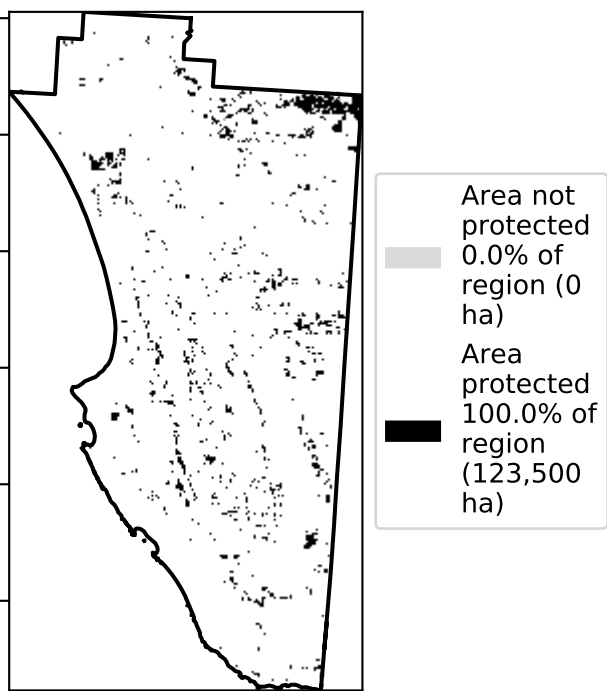 Area not
protected
0.0% of
region (0
ha)
Area
protected
100.0% of
region
(123,500
ha)